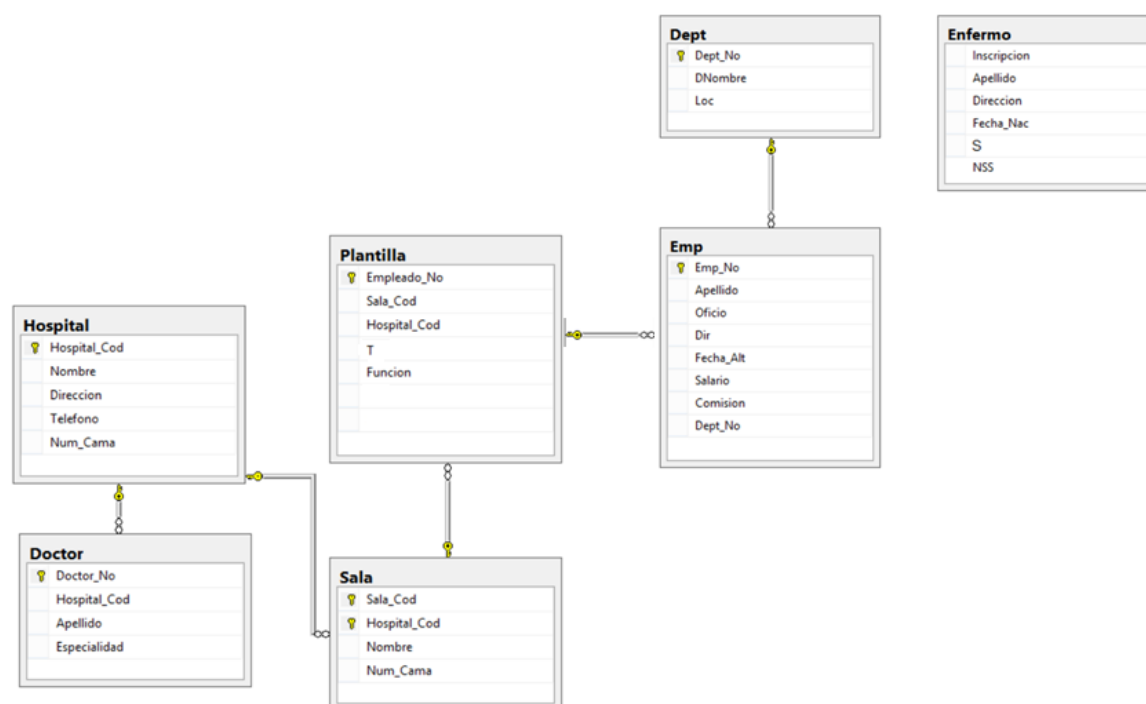 Dept
Dept_No
DNombre
Loc
Enfermo
Inscripcion
Apellido
Direccion
Fecha_Nac
S
NSS
Plantilla
Empleado_No
Sala_Cod
Hospital_Cod
T
Funcion
Emp
Emp_No
Apellido
Oficio
Dir
Fecha_Alt
Salario
Comision
Dept_No
Hospital
Hospital_Cod
Nombre
Direccion
Telefono
Num_Cama
Doctor
Doctor_No
Hospital_Cod
Apellido
Especialidad
Sala
Sala_Cod
Hospital_Cod
Nombre
Num_Cama